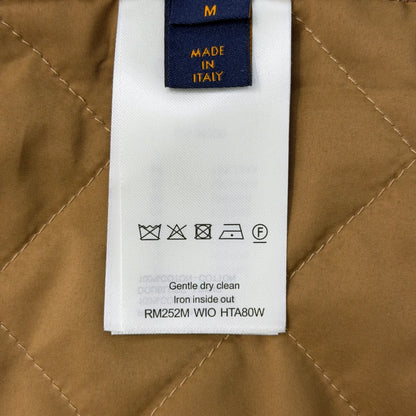 M
MADE
IN
ITALY
F
Gentle dry clean
Iron inside out
RM252M WIO HTA80W